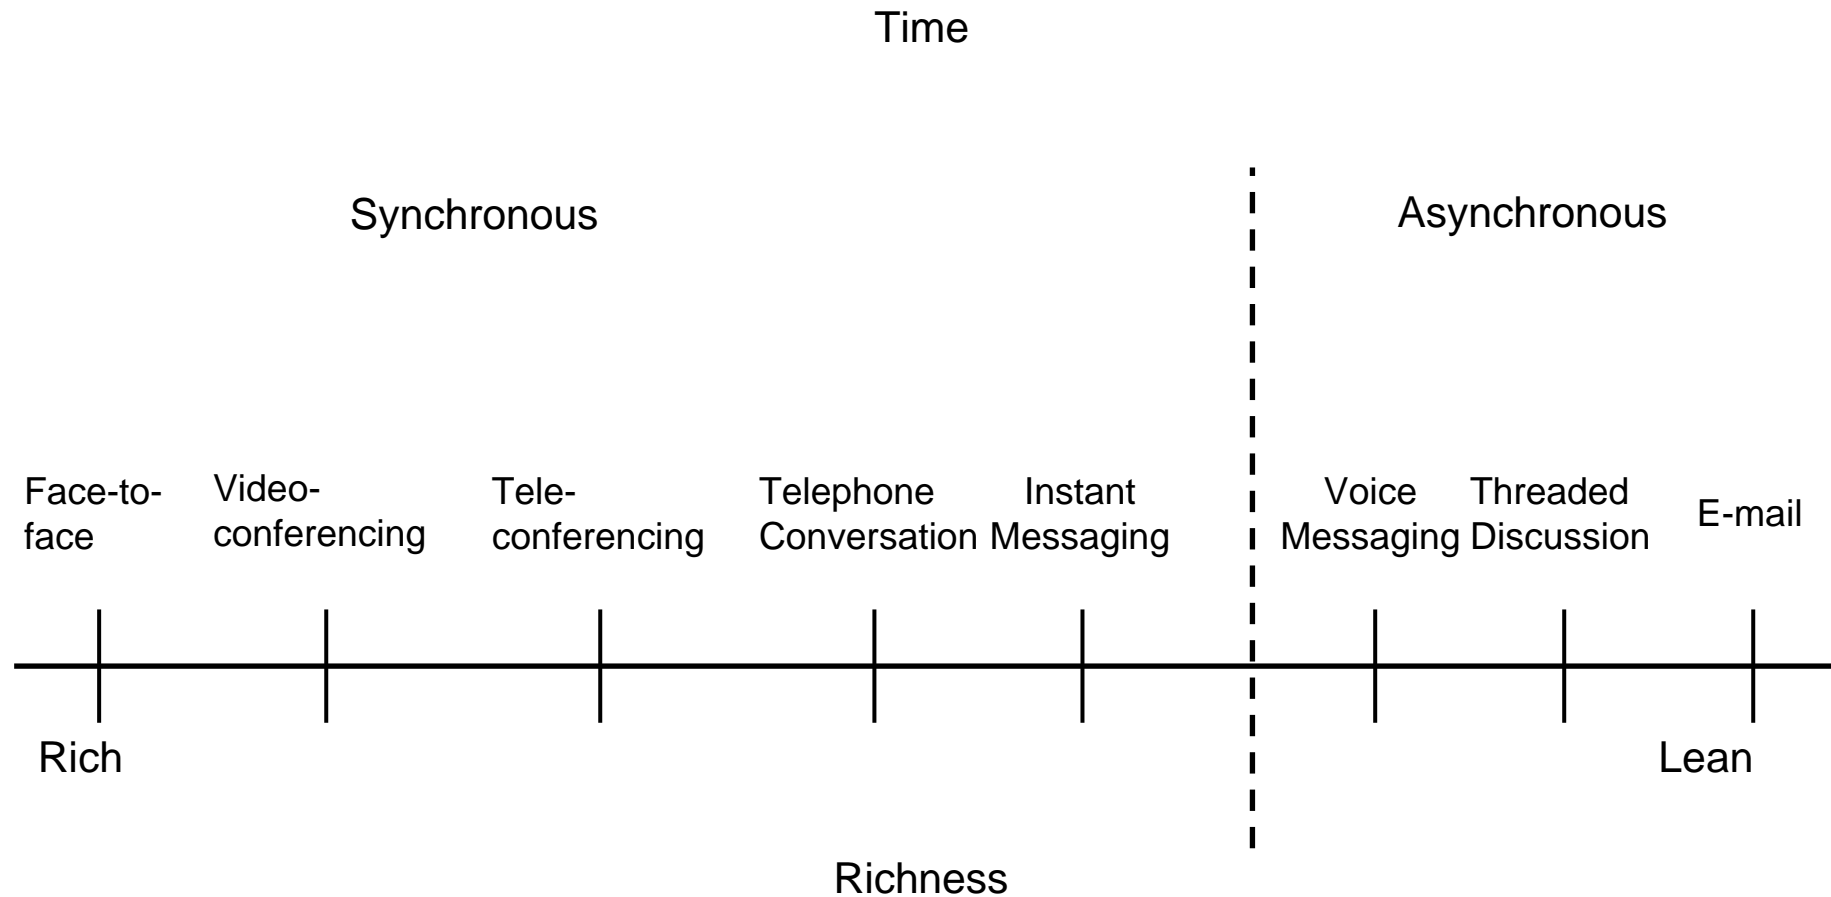 Time
Synchronous
Asynchronous
Face-to-
face
Video-
conferencing
Tele-
conferencing
Telephone
Conversation
Instant
Messaging
Voice
Messaging
Threaded
Discussion
E-mail
Rich
Lean
Richness